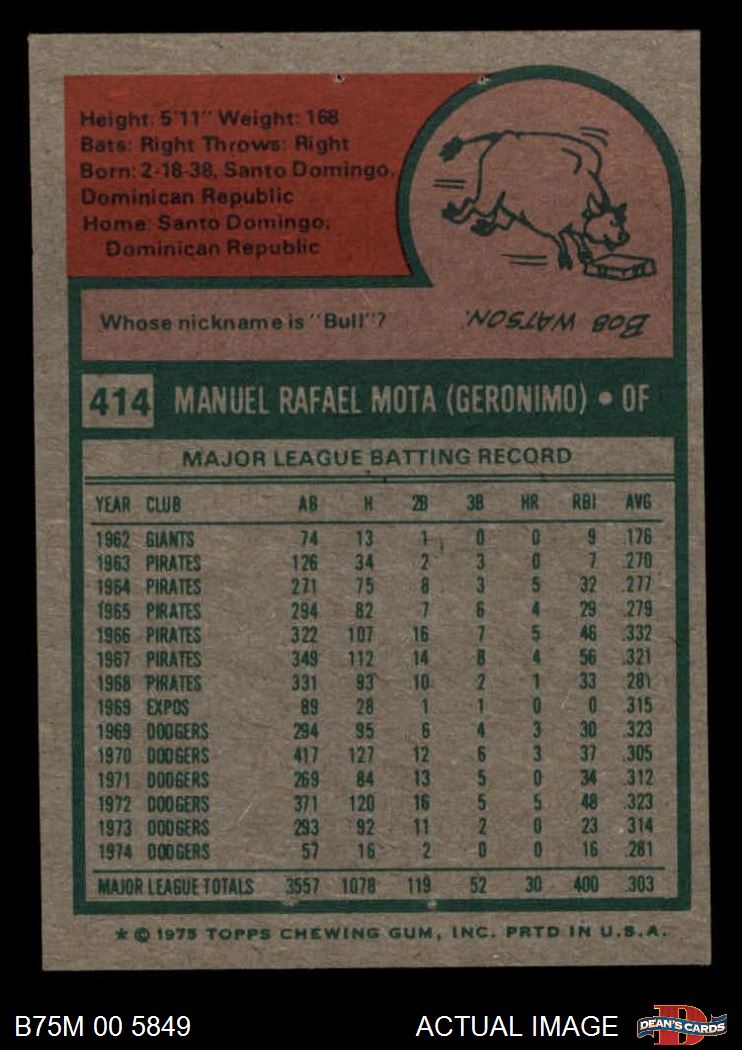 Height: 5'11" Weight: 168
Bats: Right Throws: Right
Born: 2-18-38, Santo Domingo,
Dominican Republic
Home: Santo Domingo,
Dominican Republic
Whose nickname is "Bull"?
BOB WATSON.
414 MANUEL RAFAEL MOTA (GERONIMO) • OF
MAJOR LEAGUE BATTING RECORD
YEAR CLUB AB H 2B 3B HR RBI AVG
1962 GIANTS 74 13 1 0 0 9 .176
1963 PIRATES 126 34 2 3 0 7 .270
1964 PIRATES 271 75 8 3 5 32 .277
1965 PIRATES 294 82 7 6 4 29 .279
1966 PIRATES 322 107 16 7 5 46 .332
1967 PIRATES 349 112 14 8 4 56 .321
1968 PIRATES 331 93 10 2 1 33 .281
1969 EXPOS 89 28 1 1 0 0 .315
1969 DODGERS 294 95 6 4 3 30 .323
1970 DODGERS 417 127 12 6 3 37 .305
1971 DODGERS 269 84 13 5 0 34 .312
1972 DODGERS 371 120 16 5 5 48 .323
1973 DODGERS 293 92 11 2 0 23 .314
1974 DODGERS 57 16 2 0 0 16 .281
MAJOR LEAGUE TOTALS 3557 1078 119 52 30 400 .303
★ © 1975 TOPPS CHEWING GUM, INC. PRTD IN U.S.A.
B75M 00 5849 ACTUAL IMAGE DEAN'S CARDS